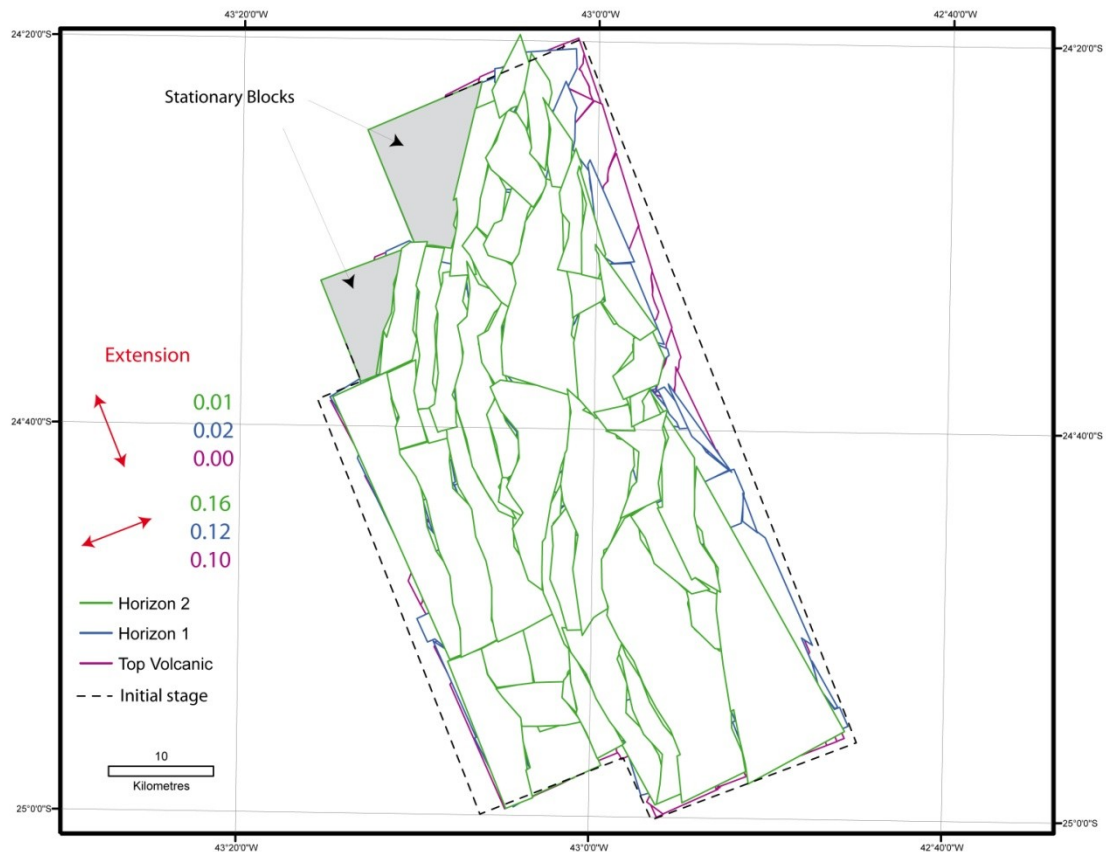 43°20'0"W
43°0'0"W
42°40'0"W
24°20'0"S
24°20'0"S
Stationary Blocks
Extension
0.01
0.02
0.00
24°40'0"S
24°40'0"S
0.16
0.12
0.10
Horizon 2
Horizon 1
Top Volcanic
Initial stage
10
Kilometres
25°0'0"S
25°0'0"S
43°20'0"W
43°0'0"W
42°40'0"W